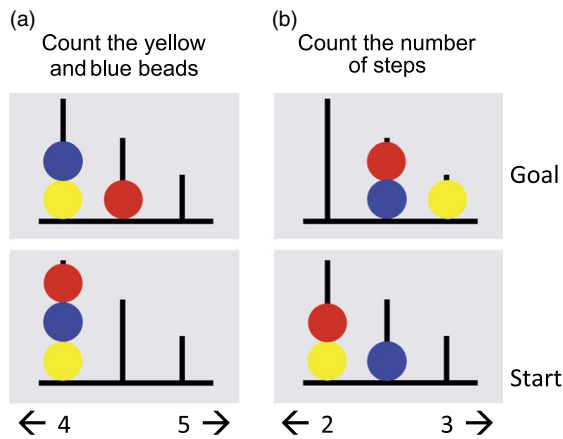 (a)
Count the yellow
and blue beads
(b)
Count the number
of steps
Goal
Start
← 4 5 →
← 2 3 →